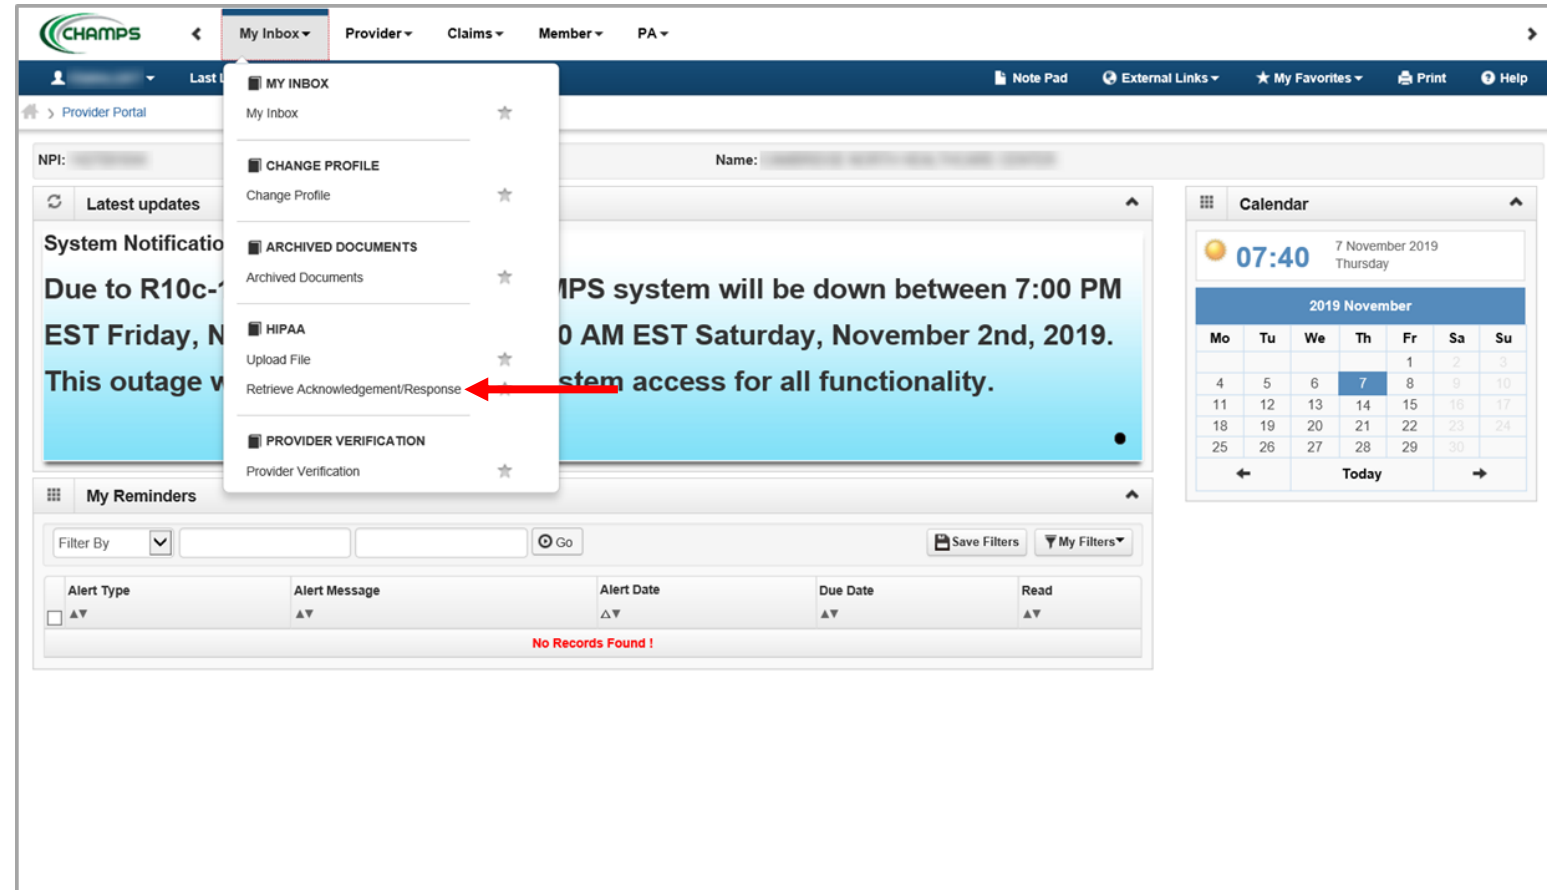 CHAMPS
My Inbox
Provider
Claims
Member
PA
Last L
Note Pad
External Links
My Favorites
Print
Help
Provider Portal
MY INBOX
My Inbox
CHANGE PROFILE
Change Profile
ARCHIVED DOCUMENTS
Archived Documents
HIPAA
Upload File
Retrieve Acknowledgement/Response
PROVIDER VERIFICATION
Provider Verification
NPI:
Name:
Latest updates
System Notificatio
Due to R10c- MPS system will be down between 7:00 PM
EST Friday, N 0 AM EST Saturday, November 2nd, 2019.
This outage w stem access for all functionality.
Calendar
07:40
7 November 2019
Thursday
2019 November
Mo Tu We Th Fr Sa Su
1 2 3
4 5 6 7 8 9 10
11 12 13 14 15 16 17
18 19 20 21 22 23 24
25 26 27 28 29 30
Today
My Reminders
Filter By
Go
Save Filters
My Filters
Alert Type Alert Message Alert Date Due Date Read
No Records Found !